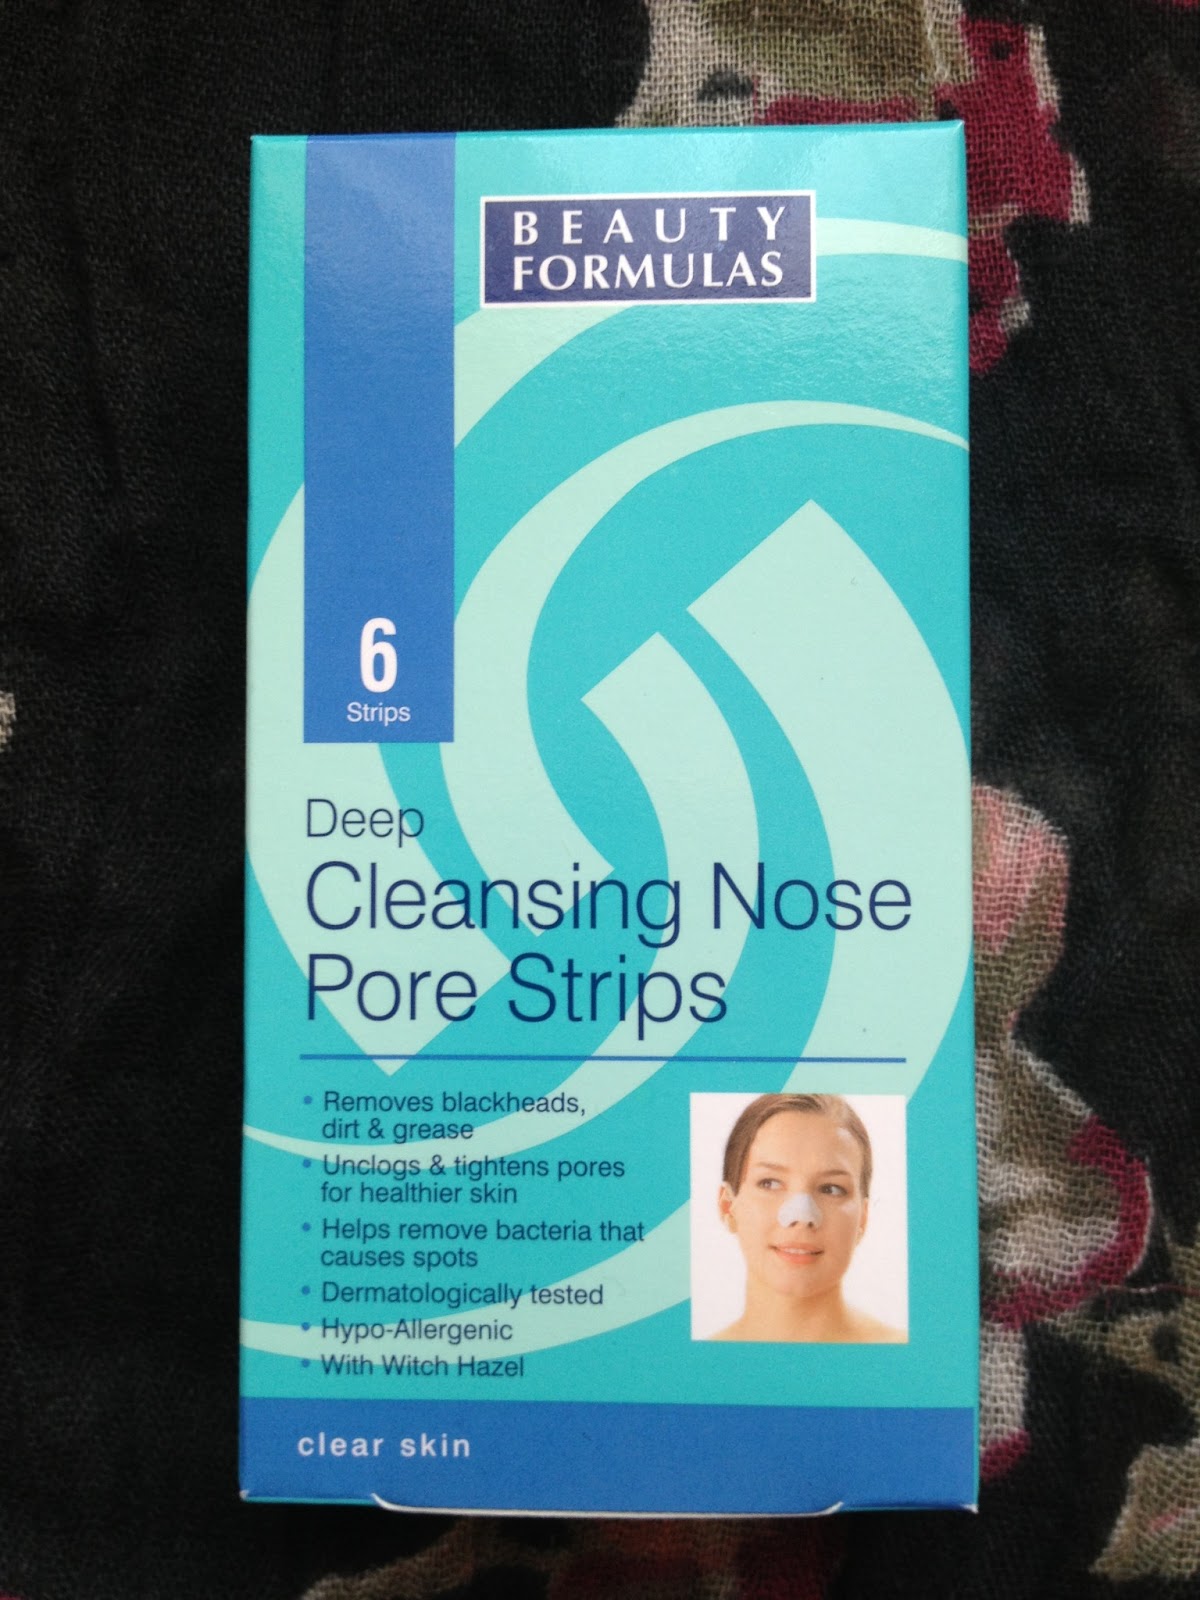 BEAUTY
FORMULAS
6
Strips
Deep
Cleansing Nose
Pore Strips
• Removes blackheads,
dirt & grease
• Unclogs & tightens pores
for healthier skin
• Helps remove bacteria that
causes spots
• Dermatologically tested
• Hypo-Allergenic
• With Witch Hazel
clear skin